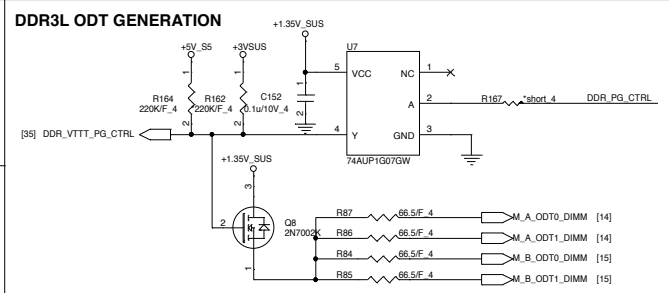 DDR3L ODT GENERATION
+1.35V_SUS
+5V_S5
+3VSUS
U7
5
VCC
NC
1
R164
220K/F_4
R162
220K/F_4
C152
0.1u/10V_4
1
2
1
2
1
2
A
2
R167
*short_4
DDR_PG_CTRL
[35] DDR_VTTT_PG_CTRL
4
Y
GND
3
74AUP1G07GW
+1.35V_SUS
3
2
Q8
2N7002K
1
R87
66.5/F_4
M_A_ODT0_DIMM [14]
R86
66.5/F_4
M_A_ODT1_DIMM [14]
R84
66.5/F_4
M_B_ODT0_DIMM [15]
R85
66.5/F_4
M_B_ODT1_DIMM [15]